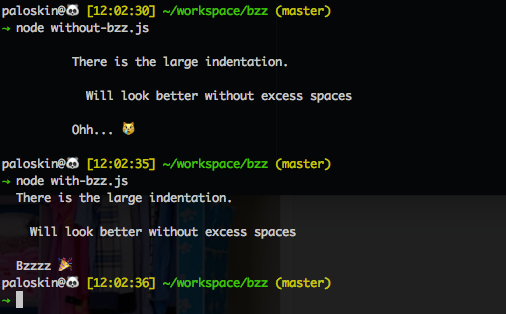 paloskin@🐼 [12:02:30] ~/workspace/bzz (master)
→ node without-bzz.js
There is the large indentation.
Will look better without excess spaces
Ohh... 😿
paloskin@🐼 [12:02:35] ~/workspace/bzz (master)
→ node with-bzz.js
There is the large indentation.
Will look better without excess spaces
Bzzzz 🎉
paloskin@🐼 [12:02:36] ~/workspace/bzz (master)
→